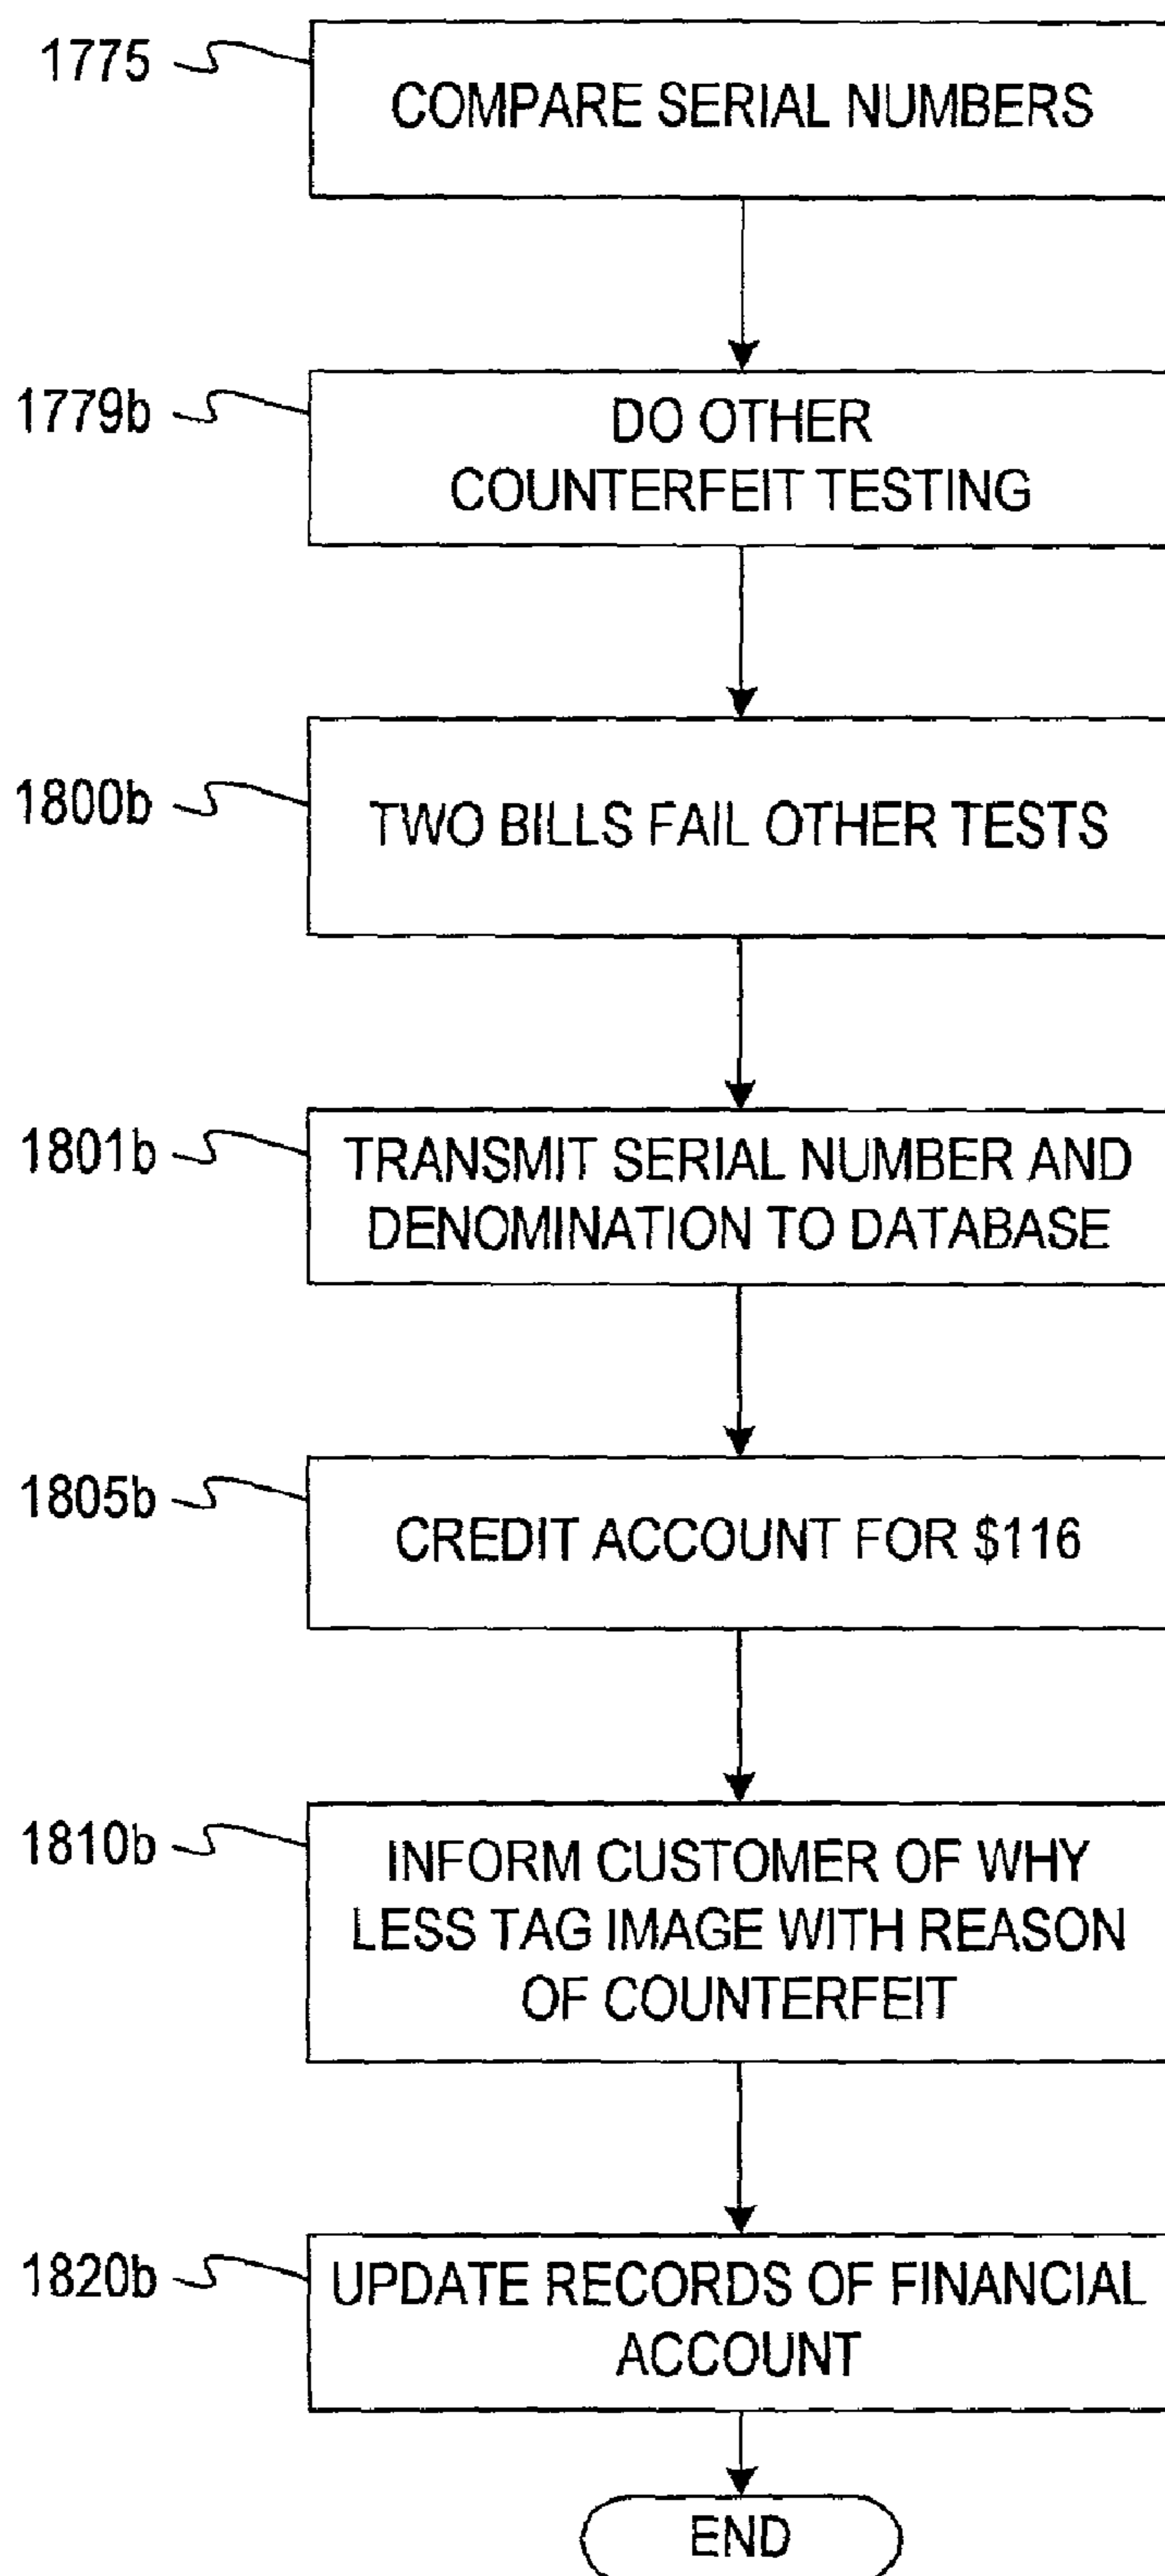 1775
COMPARE SERIAL NUMBERS
1779b
DO OTHER
COUNTERFEIT TESTING
1800b
TWO BILLS FAIL OTHER TESTS
1801b
TRANSMIT SERIAL NUMBER AND
DENOMINATION TO DATABASE
1805b
CREDIT ACCOUNT FOR $116
1810b
INFORM CUSTOMER OF WHY
LESS TAG IMAGE WITH REASON
OF COUNTERFEIT
1820b
UPDATE RECORDS OF FINANCIAL
ACCOUNT
END